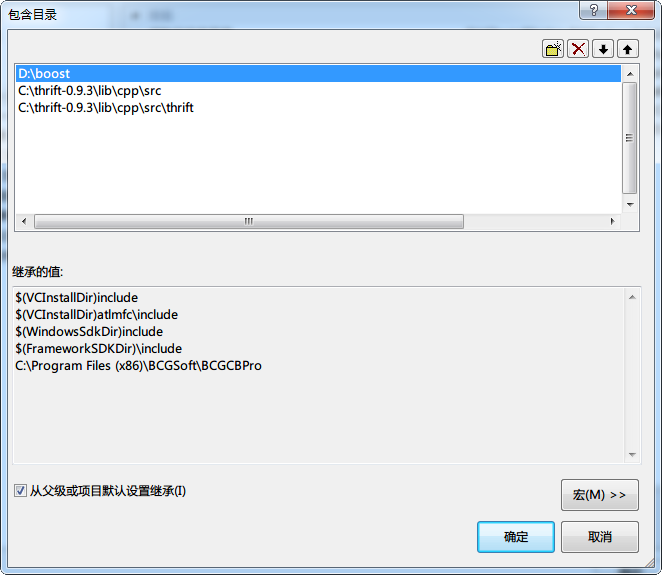 包含目录
D:\boost
C:\thrift-0.9.3\lib\cpp\src
C:\thrift-0.9.3\lib\cpp\src\thrift
继承的值:
$(VCInstallDir)include
$(VCInstallDir)atlmfc\include
$(WindowsSdkDir)include
$(FrameworkSDKDir)\include
C:\Program Files (x86)\BCGSoft\BCGCBPro
从父级或项目默认设置继承(I)
宏(M) >>
确定
取消